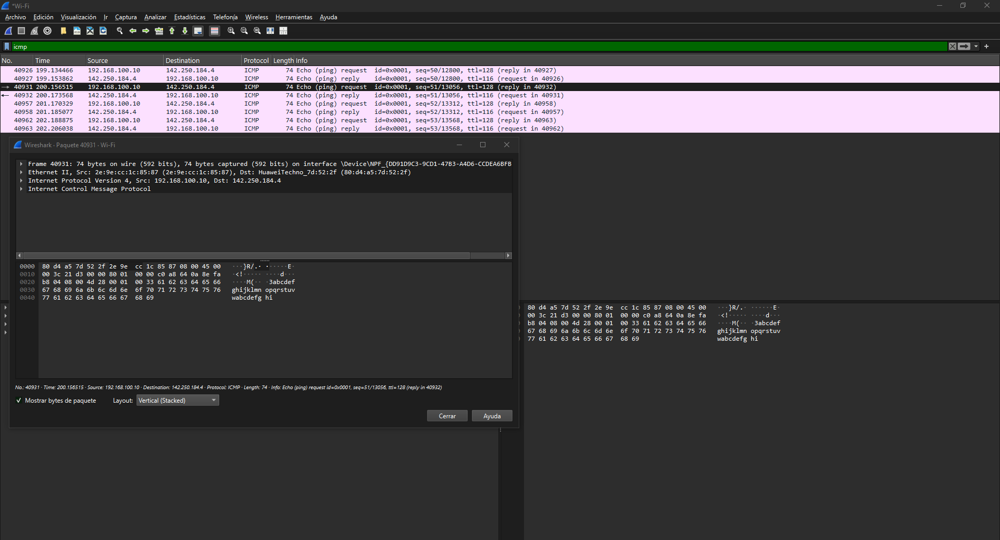 *Wi-Fi
Archivo Edición Visualización Ir Captura Analizar Estadísticas Telefonía Wireless Herramientas Ayuda
icmp
No. Time Source Destination Protocol Length Info
40926 199.134466 192.168.100.10 142.250.184.4 ICMP 74 Echo (ping) request id=0x0001, seq=50/12800, ttl=128 (reply in 40927)
40927 199.153862 142.250.184.4 192.168.100.10 ICMP 74 Echo (ping) reply id=0x0001, seq=50/12800, ttl=116 (request in 40926)
40931 200.156515 192.168.100.10 142.250.184.4 ICMP 74 Echo (ping) request id=0x0001, seq=51/13056, ttl=128 (reply in 40932)
40932 200.173568 142.250.184.4 192.168.100.10 ICMP 74 Echo (ping) reply id=0x0001, seq=51/13056, ttl=116 (request in 40931)
40957 201.170329 192.168.100.10 142.250.184.4 ICMP 74 Echo (ping) request id=0x0001, seq=52/13312, ttl=128 (reply in 40958)
40958 201.185077 142.250.184.4 192.168.100.10 ICMP 74 Echo (ping) reply id=0x0001, seq=52/13312, ttl=116 (request in 40957)
40962 202.188875 192.168.100.10 142.250.184.4 ICMP 74 Echo (ping) request id=0x0001, seq=53/13568, ttl=128 (reply in 40963)
40963 202.206038 142.250.184.4 192.168.100.10 ICMP 74 Echo (ping) reply id=0x0001, seq=53/13568, ttl=116 (request in 40962)
Wireshark · Paquete 40931 · Wi-Fi
Frame 40931: 74 bytes on wire (592 bits), 74 bytes captured (592 bits) on interface \Device\NPF_{DD91D9C3-9CD1-47B3-A4D6-CCDEA6BFB
Ethernet II, Src: 2e:9e:cc:1c:85:87 (2e:9e:cc:1c:85:87), Dst: HuaweiTechno_7d:52:2f (80:d4:a5:7d:52:2f)
Internet Protocol Version 4, Src: 192.168.100.10, Dst: 142.250.184.4
Internet Control Message Protocol
0000 80 d4 a5 7d 52 2f 2e 9e cc 1c 85 87 08 00 45 00 ···}R/.· ······E·
0010 00 3c 21 d3 00 00 80 01 00 00 c0 a8 64 0a 8e fa ·<!····· ····d···
0020 b8 04 08 00 4d 28 00 01 00 33 61 62 63 64 65 66 ····M(·· ·3abcdef
0030 67 68 69 6a 6b 6c 6d 6e 6f 70 71 72 73 74 75 76 ghijklmn opqrstuv
0040 77 61 62 63 64 65 66 67 68 69 wabcdefg hi
No.: 40931 · Time: 200.156515 · Source: 192.168.100.10 · Destination: 142.250.184.4 · Protocol: ICMP · Length: 74 · Info: Echo (ping) request id=0x0001, seq=51/13056, ttl=128 (reply in 40932)
Mostrar bytes de paquete Layout: Vertical (Stacked)
Cerrar Ayuda
80 d4 a5 7d 52 2f 2e 9e cc 1c 85 87 08 00 45 00 ···}R/.· ······E·
00 3c 21 d3 00 00 80 01 00 00 c0 a8 64 0a 8e fa ·<!····· ····d···
b8 04 08 00 4d 28 00 01 00 33 61 62 63 64 65 66 ····M(·· ·3abcdef
67 68 69 6a 6b 6c 6d 6e 6f 70 71 72 73 74 75 76 ghijklmn opqrstuv
77 61 62 63 64 65 66 67 68 69 wabcdefg hi